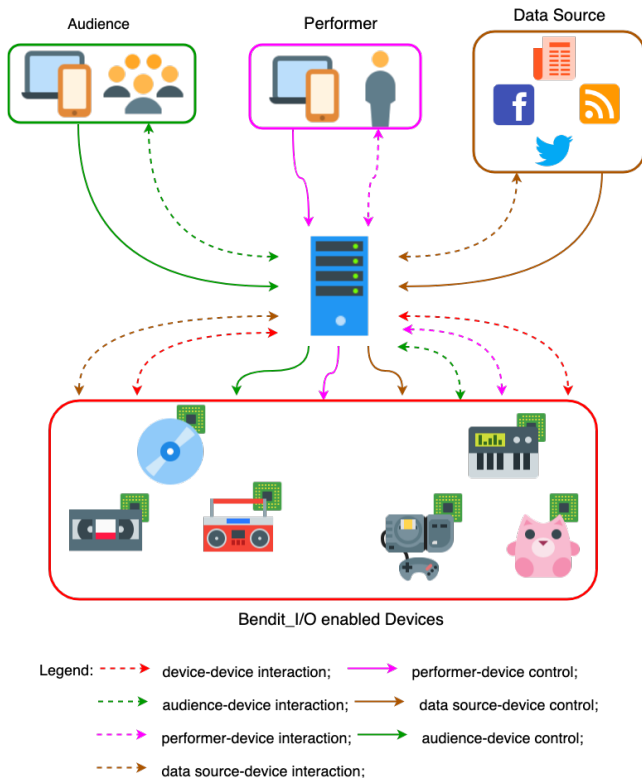 Audience
Performer
Data Source
f
Bendit_I/O enabled Devices
Legend: device-device interaction; performer-device control;
audience-device interaction; data source-device control;
performer-device interaction; audience-device control;
data source-device interaction;